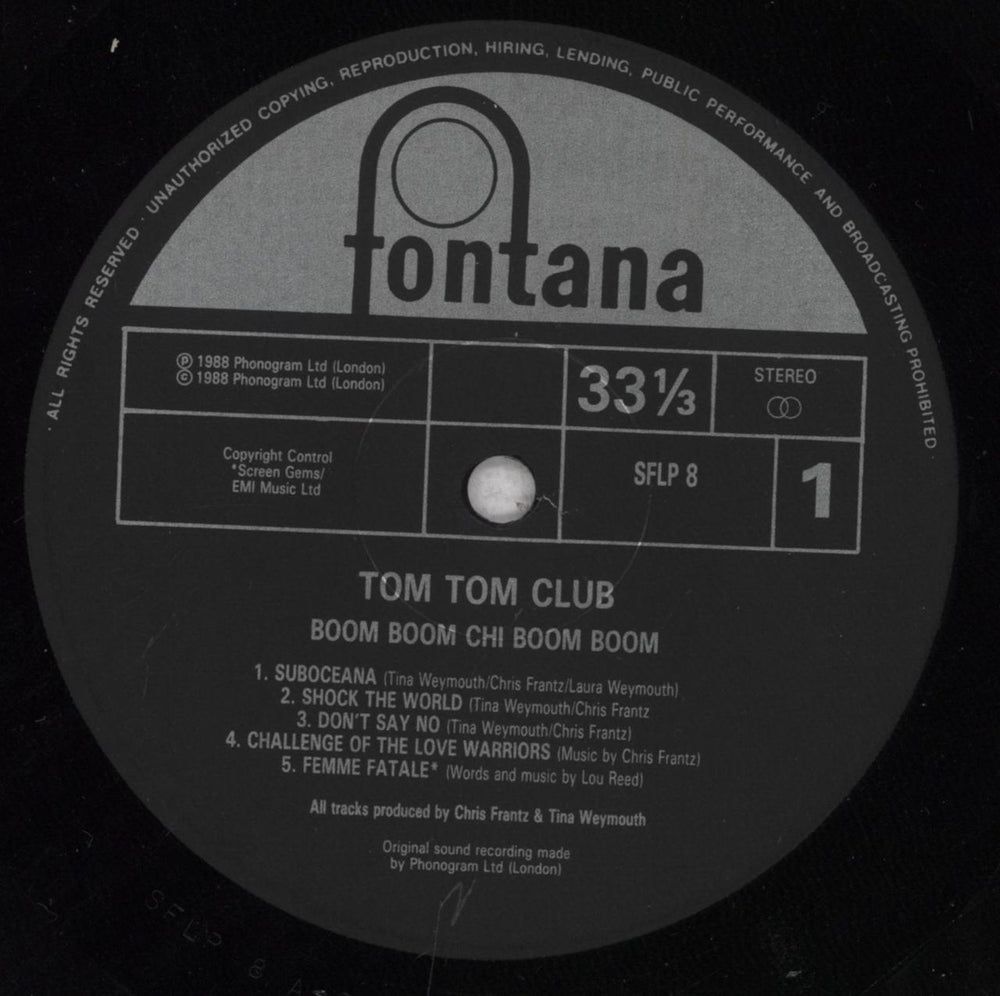 · ALL RIGHTS RESERVED · UNAUTHORIZED COPYING, REPRODUCTION, HIRING, LENDING, PUBLIC PERFORMANCE AND BROADCASTING PROHIBITED
fontana
℗ 1988 Phonogram Ltd (London)
© 1988 Phonogram Ltd (London)
33⅓
STEREO
Copyright Control
*Screen Gems/
EMI Music Ltd
SFLP 8
1
TOM TOM CLUB
BOOM BOOM CHI BOOM BOOM
1. SUBOCEANA (Tina Weymouth/Chris Frantz/Laura Weymouth)
2. SHOCK THE WORLD (Tina Weymouth/Chris Frantz
3. DON'T SAY NO (Tina Weymouth/Chris Frantz)
4. CHALLENGE OF THE LOVE WARRIORS (Music by Chris Frantz)
5. FEMME FATALE* (Words and music by Lou Reed)
All tracks produced by Chris Frantz & Tina Weymouth
Original sound recording made
by Phonogram Ltd (London)
SFLP 8 A